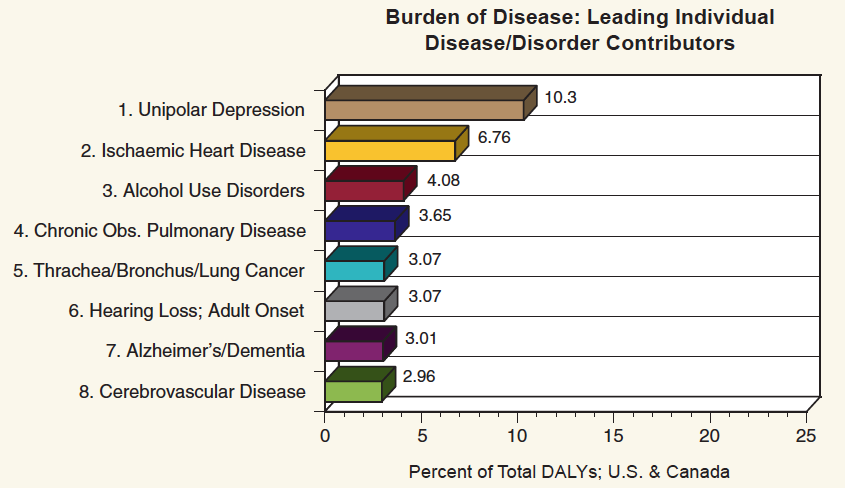 Burden of Disease: Leading Individual
Disease/Disorder Contributors
1. Unipolar Depression 10.3
2. Ischaemic Heart Disease 6.76
3. Alcohol Use Disorders 4.08
4. Chronic Obs. Pulmonary Disease 3.65
5. Thrachea/Bronchus/Lung Cancer 3.07
6. Hearing Loss; Adult Onset 3.07
7. Alzheimer's/Dementia 3.01
8. Cerebrovascular Disease 2.96
0 5 10 15 20 25
Percent of Total DALYs; U.S. & Canada